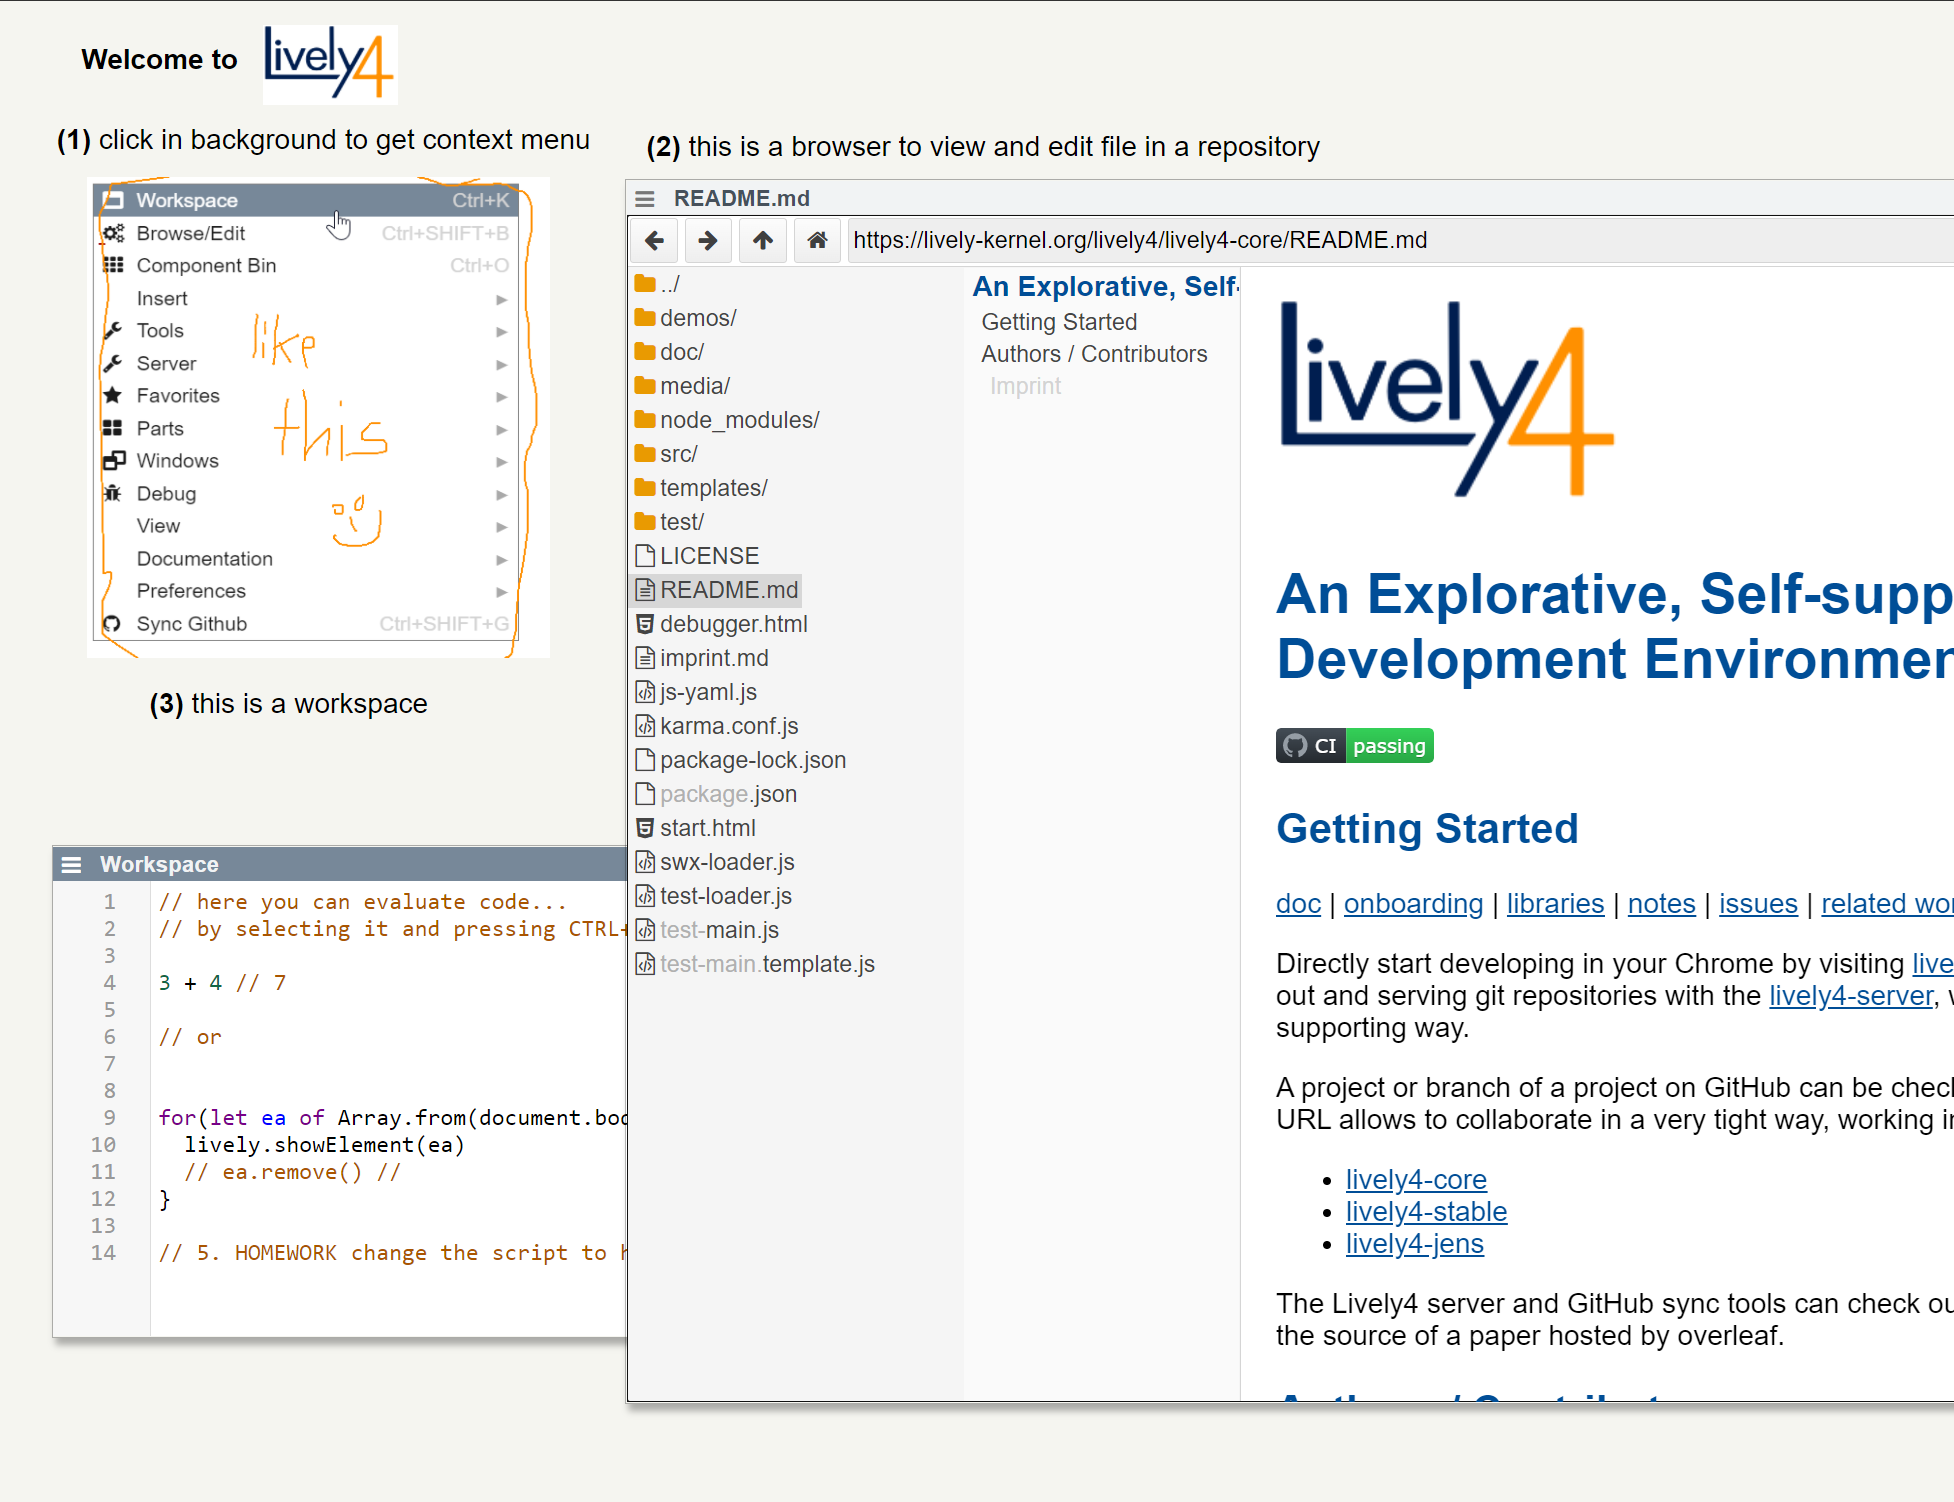 Welcome to Lively4
(1) click in background to get context menu
Workspace Ctrl+K
Browse/Edit Ctrl+SHIFT+B
Component Bin Ctrl+O
Insert
Tools
Server
Favorites
Parts
Windows
Debug
View
Documentation
Preferences
Sync Github Ctrl+SHIFT+G
like
this
(3) this is a workspace
Workspace
1 // here you can evaluate code...
2 // by selecting it and pressing CTRL+
3
4 3 + 4 // 7
5
6 // or
7
8
9 for(let ea of Array.from(document.bod
10 lively.showElement(ea)
11 // ea.remove() //
12 }
13
14 // 5. HOMEWORK change the script to h
(2) this is a browser to view and edit file in a repository
README.md
https://lively-kernel.org/lively4/lively4-core/README.md
../
demos/
doc/
media/
node_modules/
src/
templates/
test/
LICENSE
README.md
debugger.html
imprint.md
js-yaml.js
karma.conf.js
package-lock.json
package.json
start.html
swx-loader.js
test-loader.js
test-main.js
test-main.template.js
An Explorative, Self-
Getting Started
Authors / Contributors
Imprint
Lively4
An Explorative, Self-supp
Development Environmen
CI passing
Getting Started
doc | onboarding | libraries | notes | issues | related wor
Directly start developing in your Chrome by visiting live
out and serving git repositories with the lively4-server, w
supporting way.
A project or branch of a project on GitHub can be check
URL allows to collaborate in a very tight way, working in
lively4-core
lively4-stable
lively4-jens
The Lively4 server and GitHub sync tools can check ou
the source of a paper hosted by overleaf.